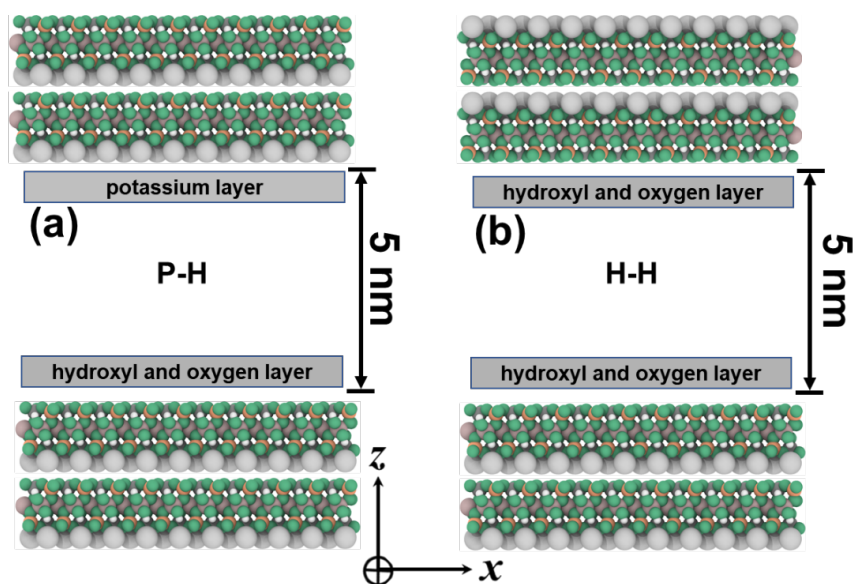 potassium layer
(a)
5 nm
P-H
hydroxyl and oxygen layer
hydroxyl and oxygen layer
(b)
5 nm
H-H
hydroxyl and oxygen layer
z
x